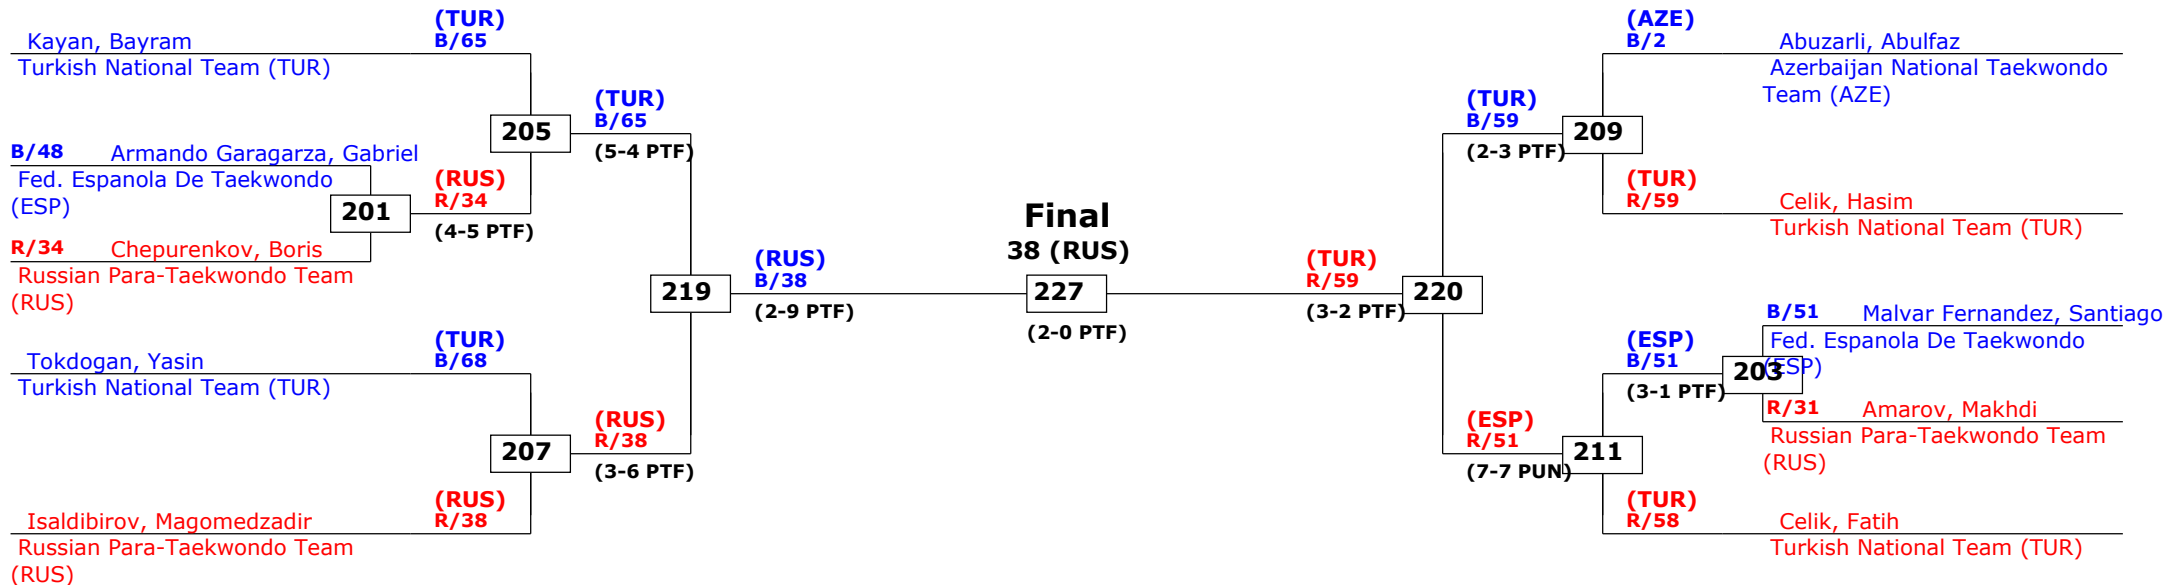 (TUR)
B/65
Kayan, Bayram
Turkish National Team (TUR)
B/48 Armando Garagarza, Gabriel
Fed. Espanola De Taekwondo
(ESP)
201
R/34 Chepurenkov, Boris
Russian Para-Taekwondo Team
(RUS)
(RUS)
R/34
(4-5 PTF)
205
(TUR)
B/65
(5-4 PTF)
(TUR)
B/68
Tokdogan, Yasin
Turkish National Team (TUR)
207
(RUS)
R/38
Isaldibirov, Magomedzadir
Russian Para-Taekwondo Team
(RUS)
(RUS)
R/38
(3-6 PTF)
219
(RUS)
B/38
(2-9 PTF)
Final
38 (RUS)
227
(2-0 PTF)
(TUR)
R/59
(3-2 PTF)
220
(TUR)
B/59
(2-3 PTF)
209
(AZE)
B/2
Abuzarli, Abulfaz
Azerbaijan National Taekwondo
Team (AZE)
(TUR)
R/59
Celik, Hasim
Turkish National Team (TUR)
(ESP)
R/51
(7-7 PUN)
211
(ESP)
B/51
(3-1 PTF)
203
B/51 Malvar Fernandez, Santiago
Fed. Espanola De Taekwondo
(ESP)
R/31 Amarov, Makhdi
Russian Para-Taekwondo Team
(RUS)
(TUR)
R/58
Celik, Fatih
Turkish National Team (TUR)